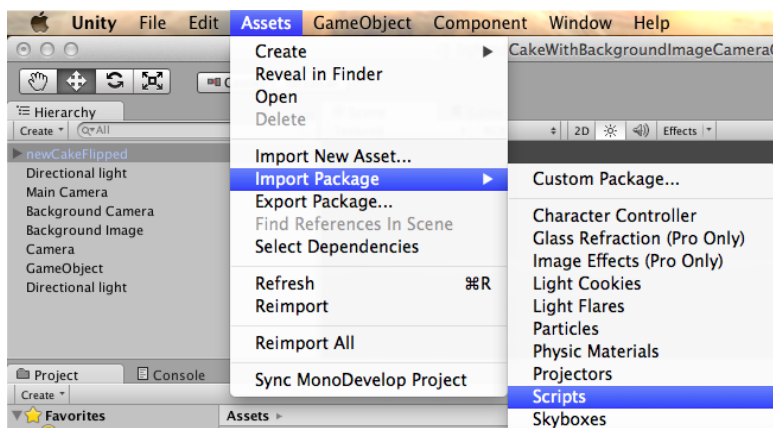 Unity File Edit Assets GameObject Component Window Help
CakeWithBackgroundImageCamera
Hierarchy
Create All
newCakeFlipped
Directional light
Main Camera
Background Camera
Background Image
Camera
GameObject
Directional light
Project Console
Create
Favorites
Assets
Create
Reveal in Finder
Open
Delete
Import New Asset...
Import Package
Export Package...
Find References In Scene
Select Dependencies
Refresh ⌘R
Reimport
Reimport All
Sync MonoDevelop Project
2D Effects
Custom Package...
Character Controller
Glass Refraction (Pro Only)
Image Effects (Pro Only)
Light Cookies
Light Flares
Particles
Physic Materials
Projectors
Scripts
Skyboxes